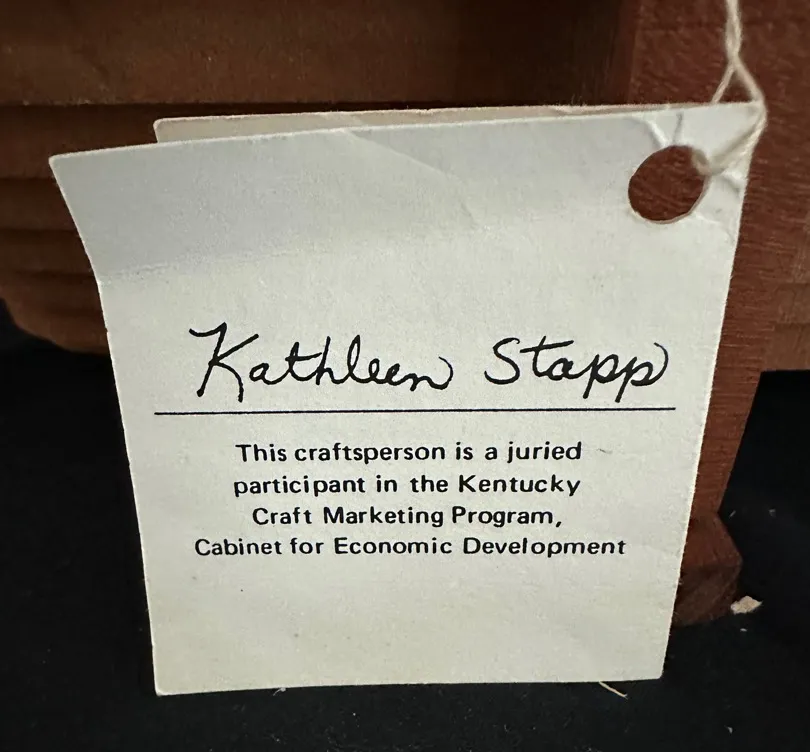 Kathleen Stapp
This craftsperson is a juried
participant in the Kentucky
Craft Marketing Program,
Cabinet for Economic Development